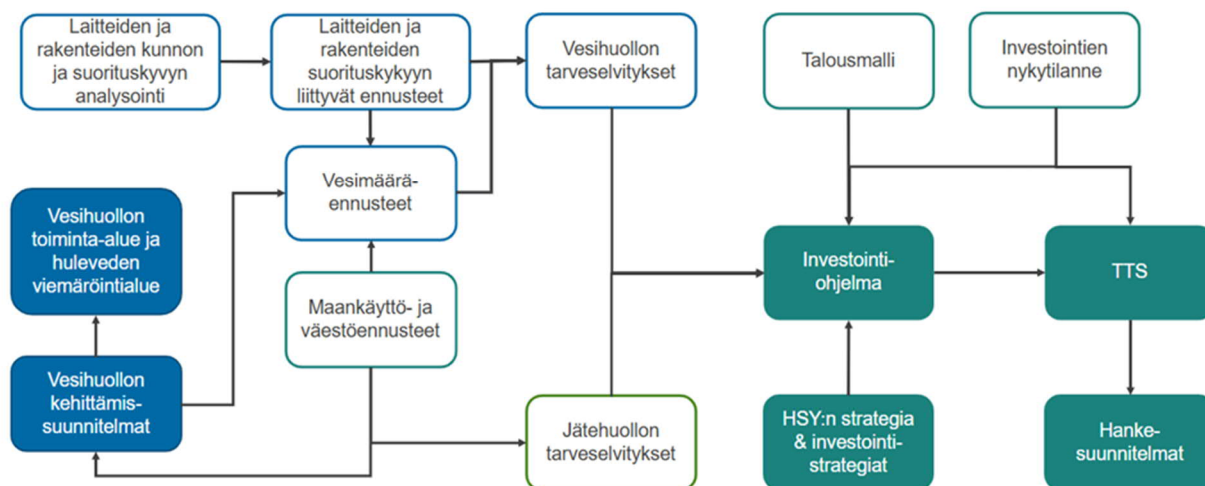 Laitteiden ja
rakenteiden kunnon
ja suorituskyvyn
analysointi
Laitteiden ja
rakenteiden
suorituskykyyn
liittyvät ennusteet
Vesihuollon
tarveselvitykset
Talousmalli
Investointien
nykytilanne
Vesimäärä-
ennusteet
Vesihuollon
toiminta-alue ja
huleveden
viemäröintialue
Maankäyttö- ja
väestöennusteet
Investointi-
ohjelma
TTS
Vesihuollon
kehittämis-
suunnitelmat
Jätehuollon
tarveselvitykset
HSY:n strategia
& investointi-
strategiat
Hanke-
suunnitelmat